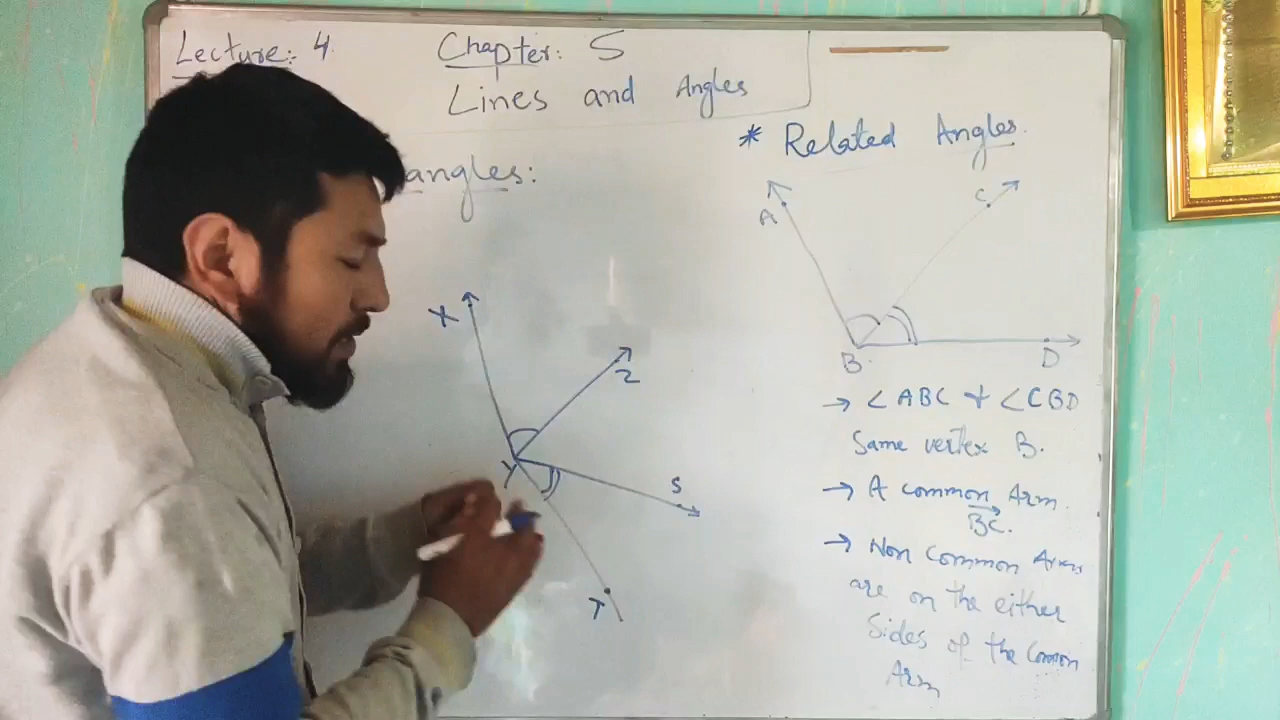 Lecture: 4
Chapter: 5
Lines and Angles
* Related Angles.
angles:
X
Z
Y
S
T
A
C
B
D
→ ∠ABC & ∠CBD
Same vertex B.
→ A common Arm.
BC.
→ Non common Arms
are on the either
Sides of the Common
Arm